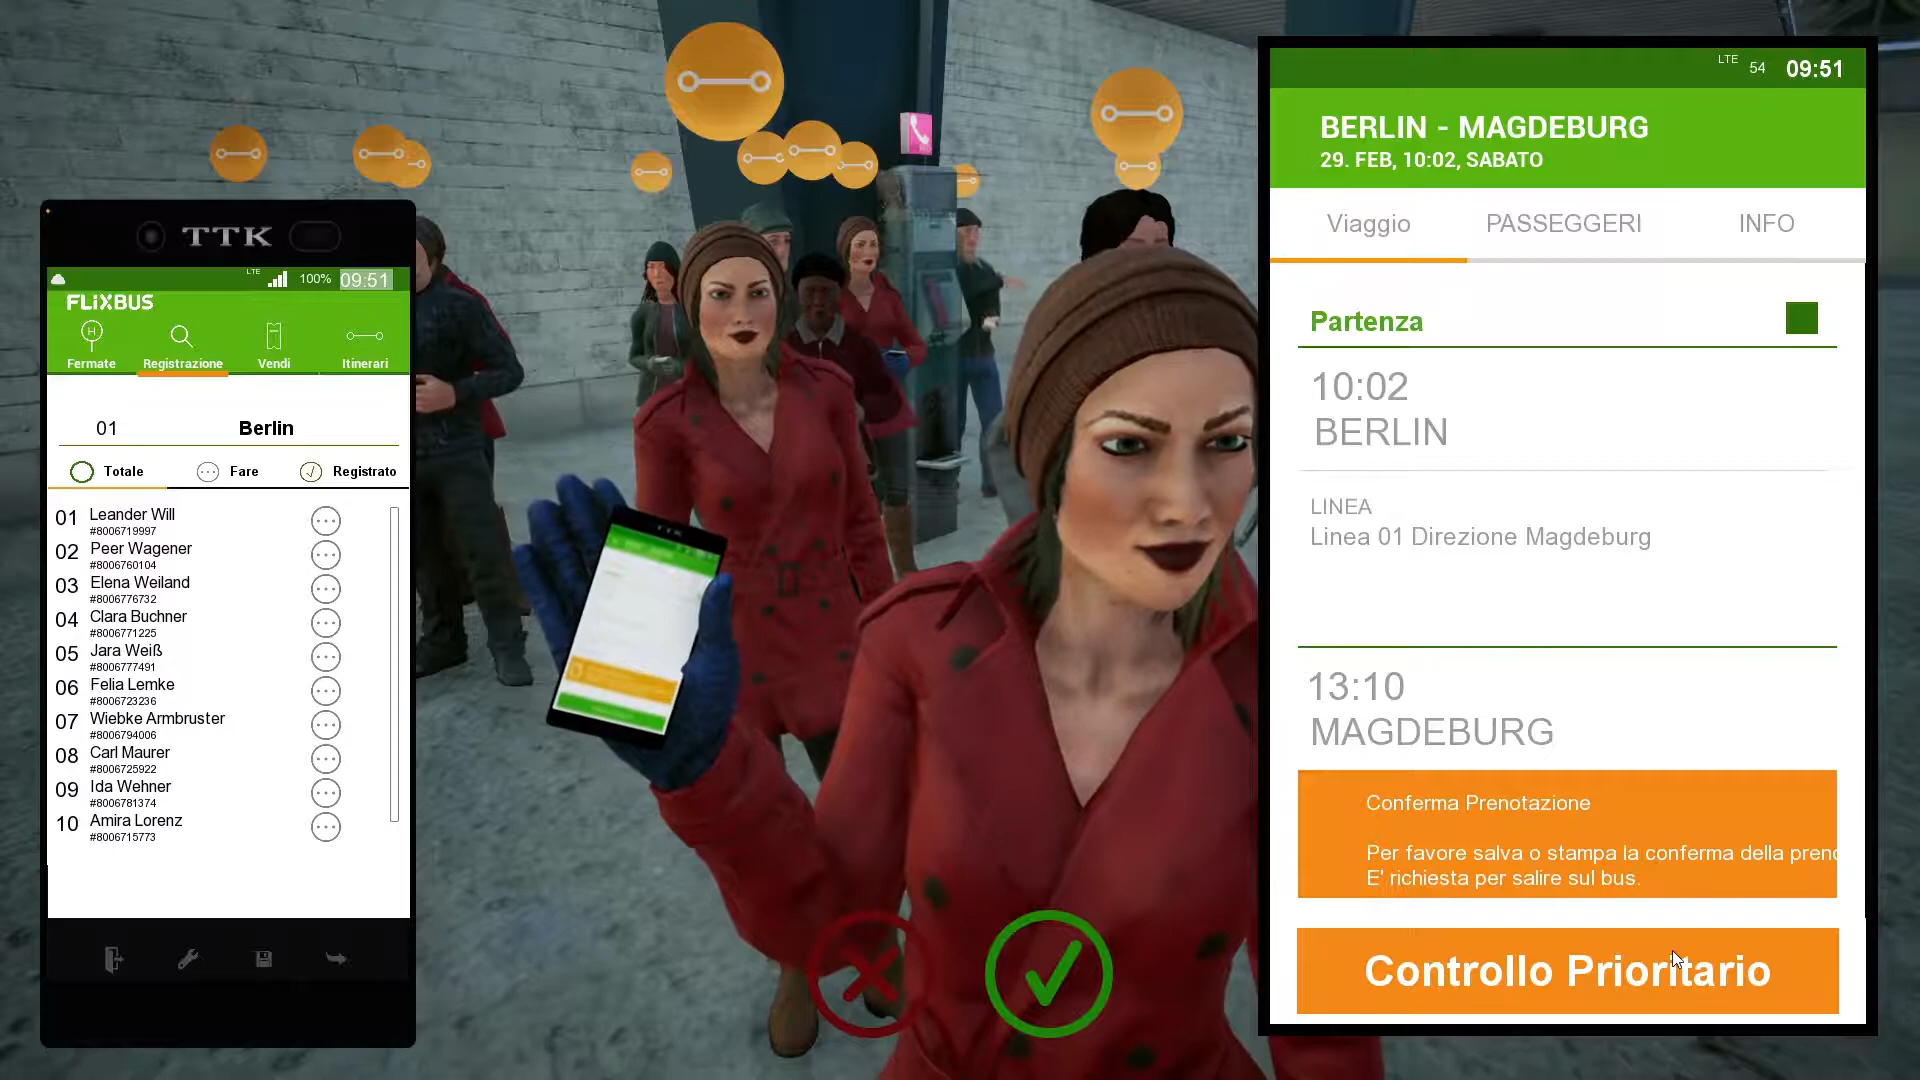 TTK
LTE
100%
09:51
FLiXBUS
H
Fermate
Registrazione
Vendi
Itinerari
01
Berlin
Totale
Fare
Registrato
01 Leander Will
#8006719997
02 Peer Wagener
#8006760104
03 Elena Weiland
#8006776732
04 Clara Buchner
#8006771225
05 Jara Weiß
#8006777491
06 Felia Lemke
#8006723236
07 Wiebke Armbruster
#8006794006
08 Carl Maurer
#8006725922
09 Ida Wehner
#8006781374
10 Amira Lorenz
#8006715773
LTE 54 09:51
BERLIN - MAGDEBURG
29. FEB, 10:02, SABATO
Viaggio
PASSEGGERI
INFO
Partenza
10:02
BERLIN
LINEA
Linea 01 Direzione Magdeburg
13:10
MAGDEBURG
Conferma Prenotazione
Per favore salva o stampa la conferma della preno
E' richiesta per salire sul bus.
Controllo Prioritario